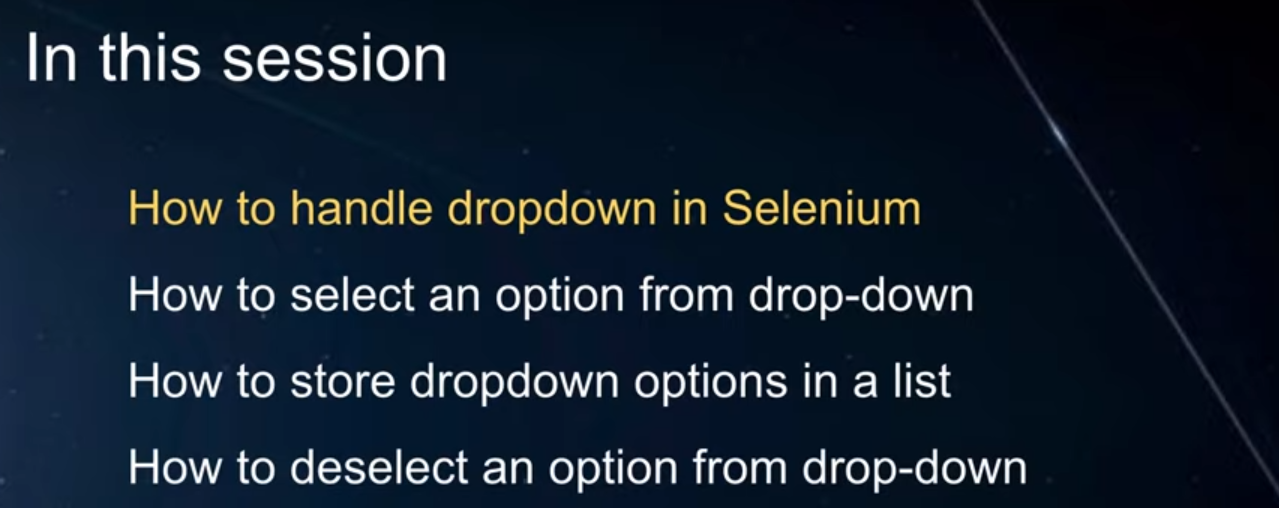 In this session
How to handle dropdown in Selenium
How to select an option from drop-down
How to store dropdown options in a list
How to deselect an option from drop-down